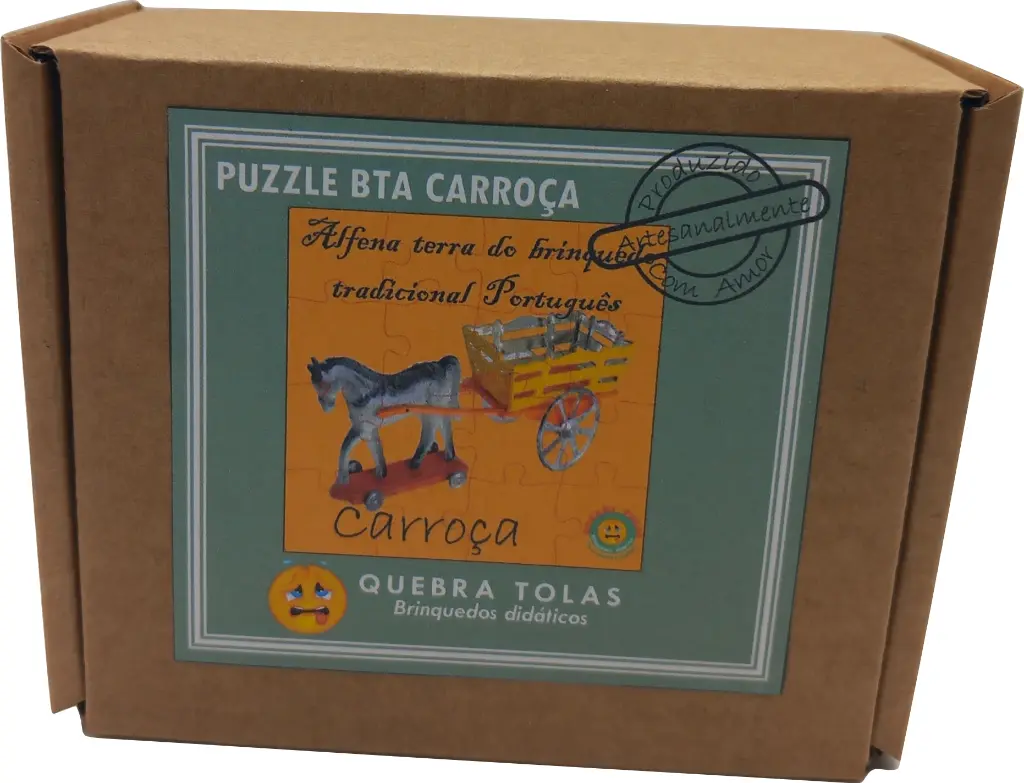 PUZZLE BTA CARROÇA
Produzido
Artesanalmente
Com Amor
Alfena terra do brinquedo
tradicional Português
Carroça
QUEBRA TOLAS
Brinquedos didáticos